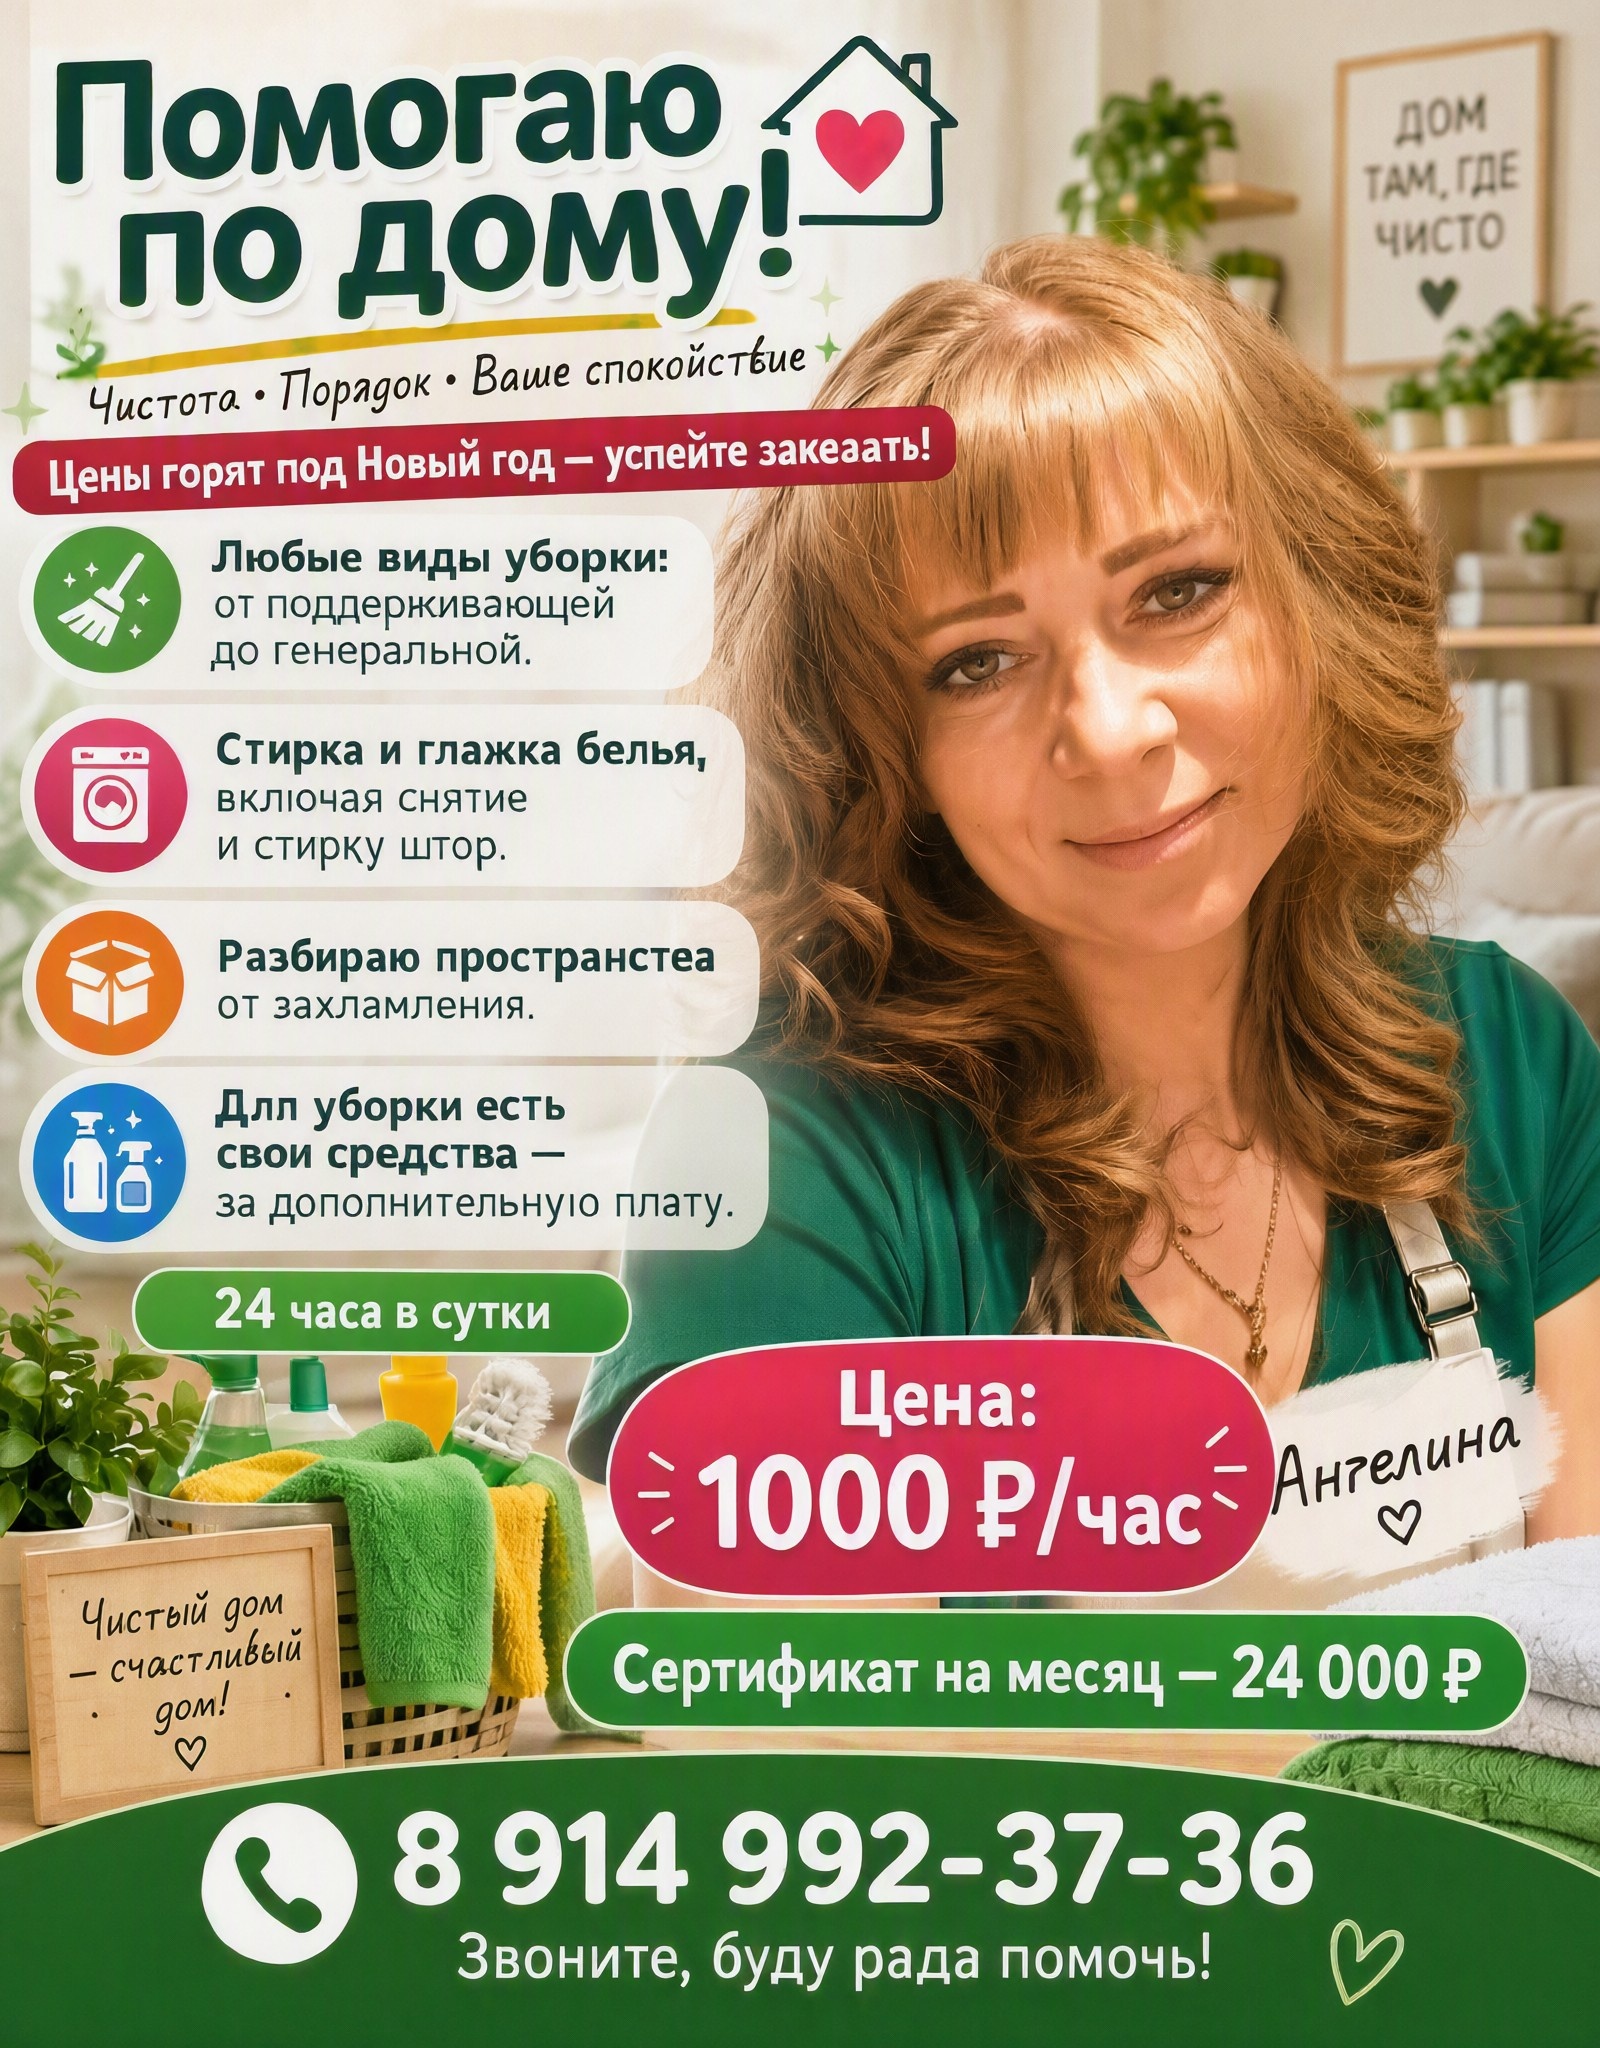 Помогаю
по дому!
Чистота • Порядок • Ваше спокойствие
Цены горят под Новый год — успейте закеаать!
Любые виды уборки:
от поддерживающей
до генеральной.
Стирка и глажка белья,
включая снятие
и стирку штор.
Разбираю пространстеа
от захламления.
Длп уборки есть
свои средства —
за дополнительную плату.
24 часа в сутки
Цена:
1000 ₽/час
Ангелина
Сертификат на месяц — 24 000 ₽
8 914 992-37-36
Звоните, буду рада помочь!
ДОМ
ТАМ, ГДЕ
ЧИСТО
Чистый дом
— счастливый
дом!